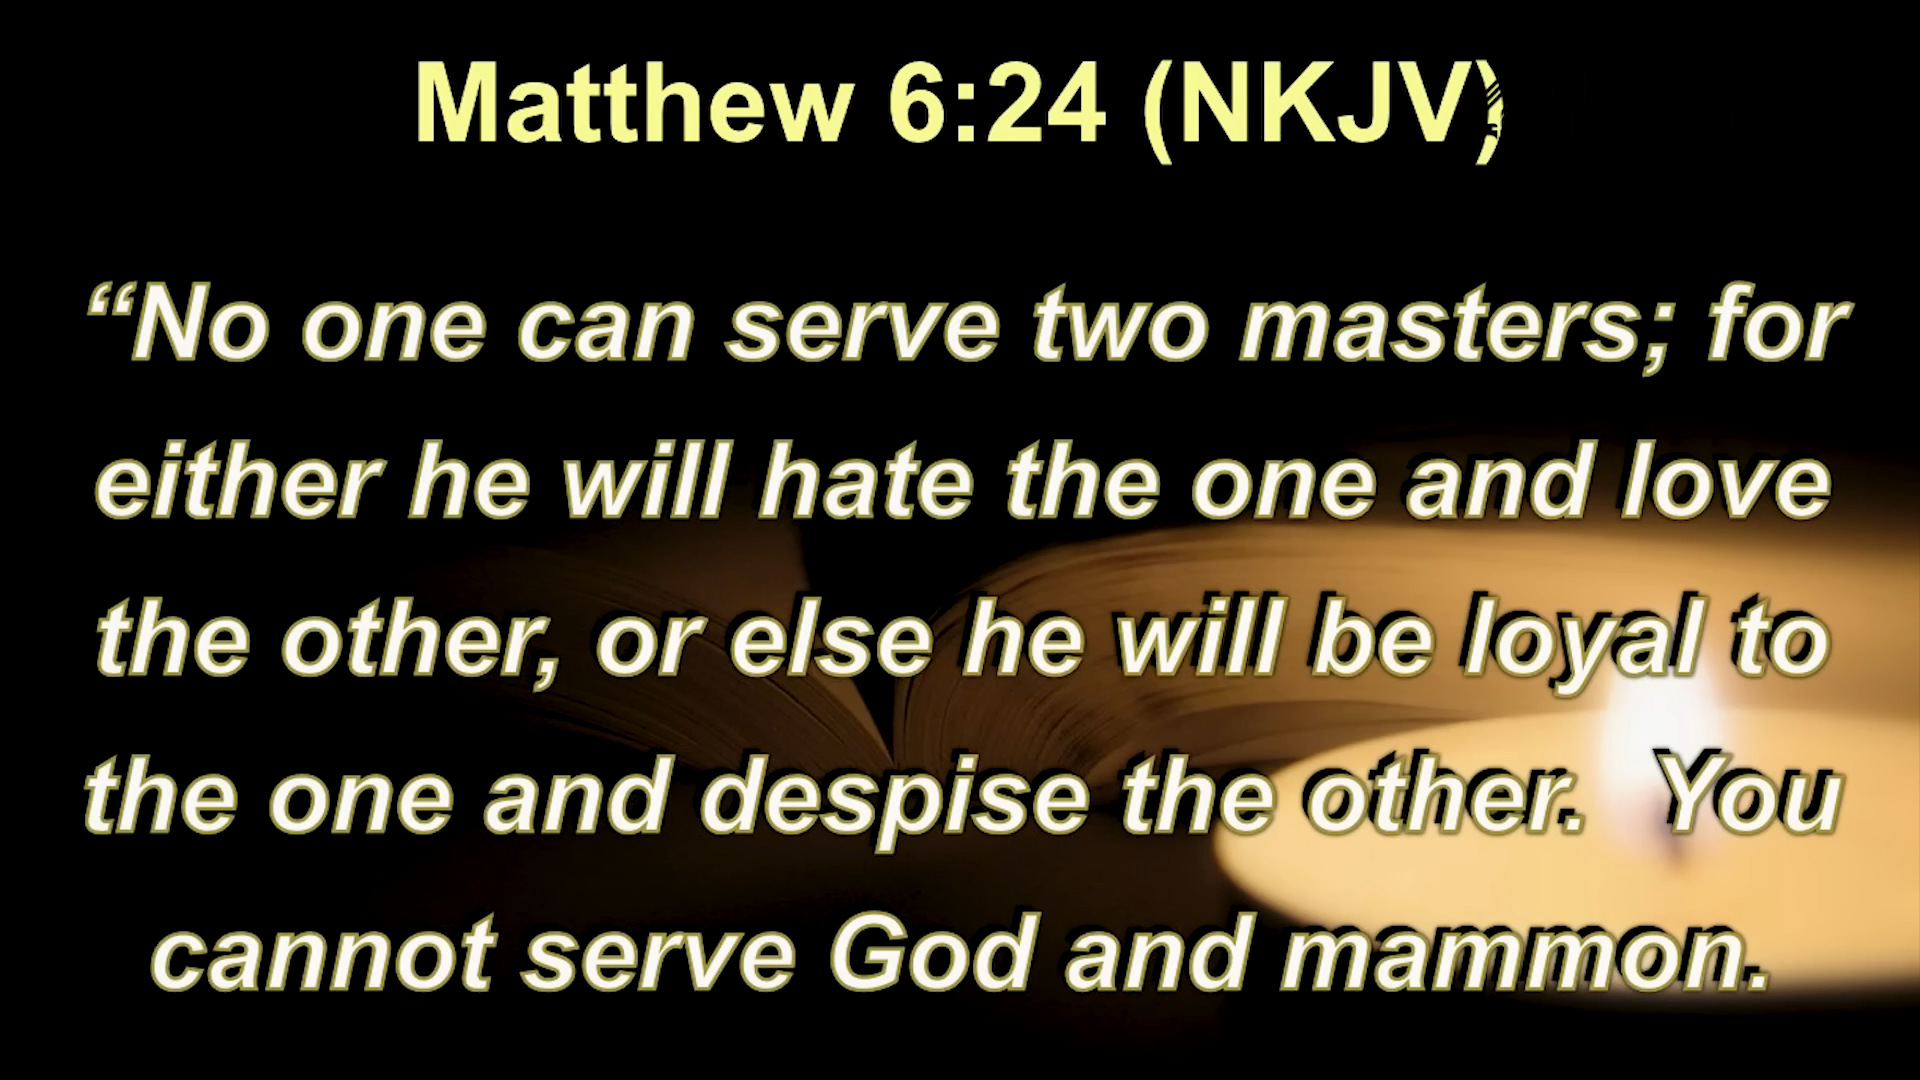 Matthew 6:24 (NKJV)
“No one can serve two masters; for
either he will hate the one and love
the other, or else he will be loyal to
the one and despise the other.  You
cannot serve God and mammon.